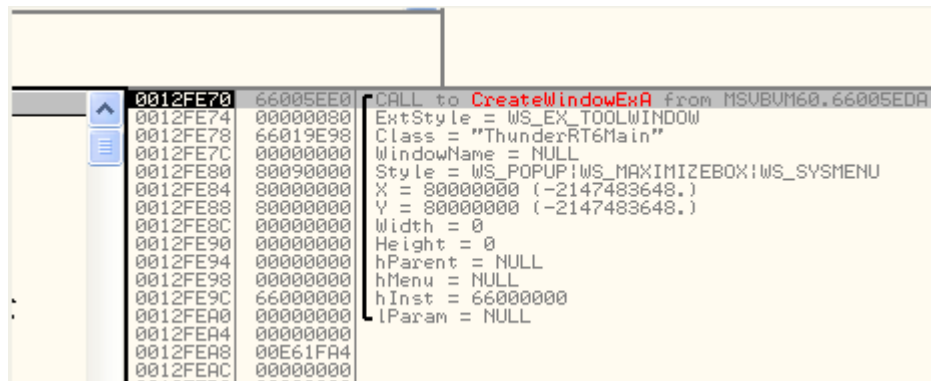 0012FE70 66005EE0 CALL to CreateWindowExA from MSVBVM60.66005EDA
0012FE74 00000080 ExtStyle = WS_EX_TOOLWINDOW
0012FE78 66019E98 Class = "ThunderRT6Main"
0012FE7C 00000000 WindowName = NULL
0012FE80 80090000 Style = WS_POPUP|WS_MAXIMIZEBOX|WS_SYSMENU
0012FE84 80000000 X = 80000000 (-2147483648.)
0012FE88 80000000 Y = 80000000 (-2147483648.)
0012FE8C 00000000 Width = 0
0012FE90 00000000 Height = 0
0012FE94 00000000 hParent = NULL
0012FE98 00000000 hMenu = NULL
0012FE9C 66000000 hInst = 66000000
0012FEA0 00000000 lParam = NULL
0012FEA4 00000000
0012FEA8 00E61FA4
0012FEAC 00000000